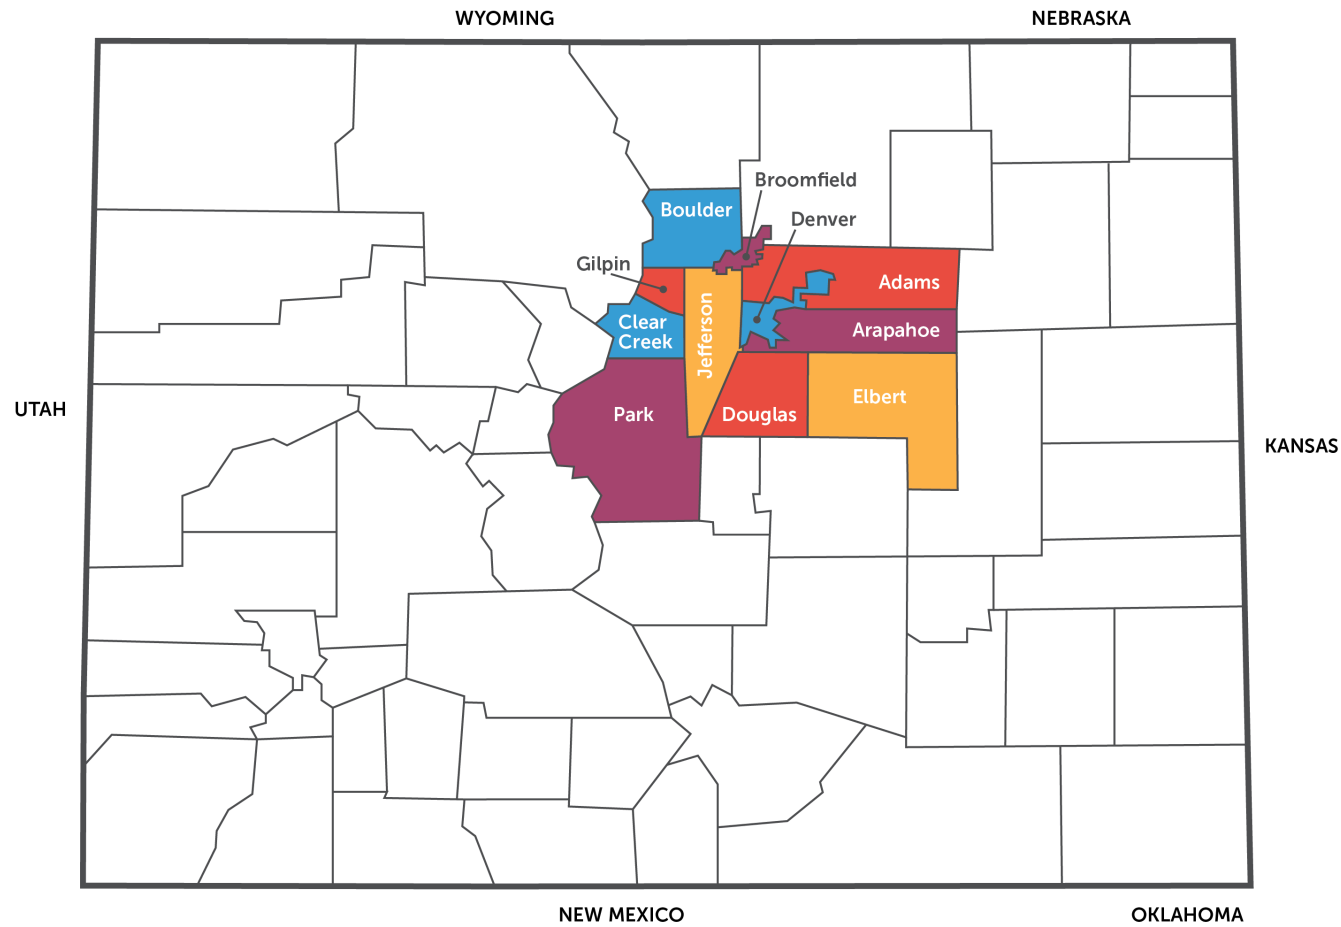 WYOMING
NEBRASKA
Broomfield
Boulder
Denver
Gilpin
Adams
Clear
Creek
Jefferson
Arapahoe
Elbert
UTAH
Park
Douglas
KANSAS
NEW MEXICO
OKLAHOMA